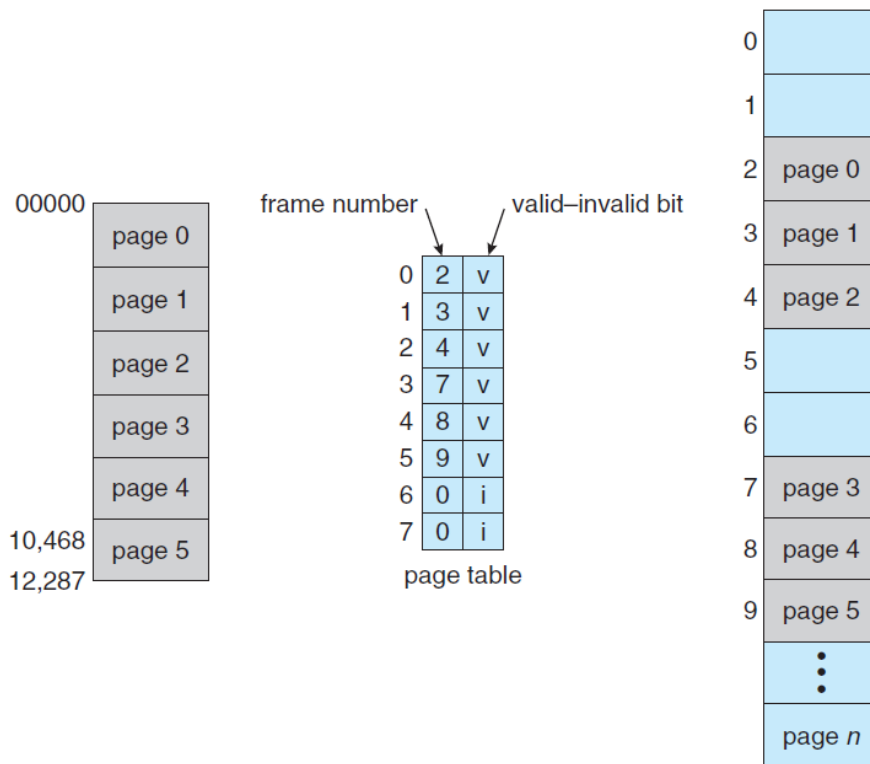 00000
page 0
page 1
page 2
page 3
page 4
10,468
page 5
12,287
frame number
valid–invalid bit
0 2 v
1 3 v
2 4 v
3 7 v
4 8 v
5 9 v
6 0 i
7 0 i
page table
0
1
2 page 0
3 page 1
4 page 2
5
6
7 page 3
8 page 4
9 page 5
page n